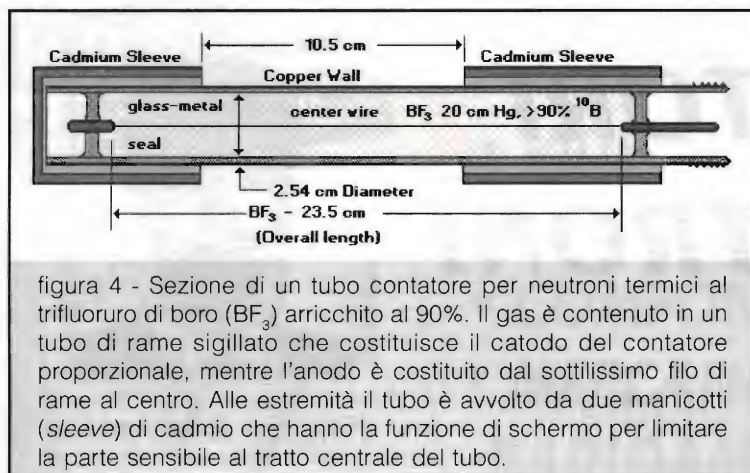 10.5 cm
Cadmium Sleeve
Cadmium Sleeve
Copper Wall
glass-metal
center wire
BF₃ 20 cm Hg, >90% ¹⁰B
seal
2.54 cm Diameter
BF₃ - 23.5 cm
(Overall length)
figura 4 - Sezione di un tubo contatore per neutroni termici al
trifluoruro di boro (BF₃) arricchito al 90%. Il gas è contenuto in un
tubo di rame sigillato che costituisce il catodo del contatore
proporzionale, mentre l'anodo è costituito dal sottilissimo filo di
rame al centro. Alle estremità il tubo è avvolto da due manicotti
(sleeve) di cadmio che hanno la funzione di schermo per limitare
la parte sensibile al tratto centrale del tubo.